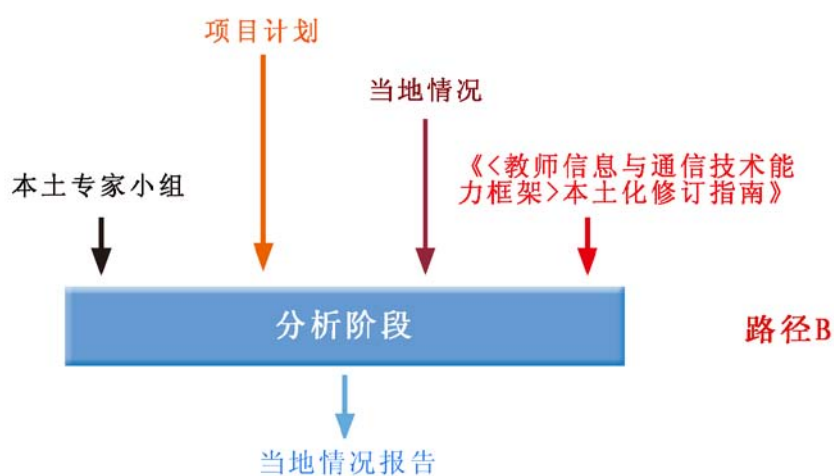 项目计划
当地情况
《<教师信息与通信技术能
力框架>本土化修订指南》
本土专家小组
分析阶段
路径B
当地情况报告